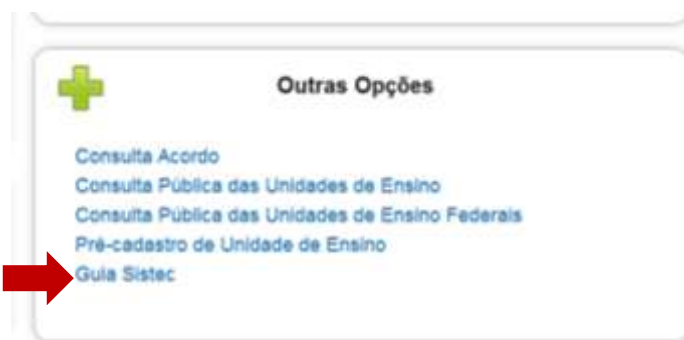 Outras Opções
Consulta Acordo
Consulta Pública das Unidades de Ensino
Consulta Pública das Unidades de Ensino Federais
Pré-cadastro de Unidade de Ensino
Guia Sistec